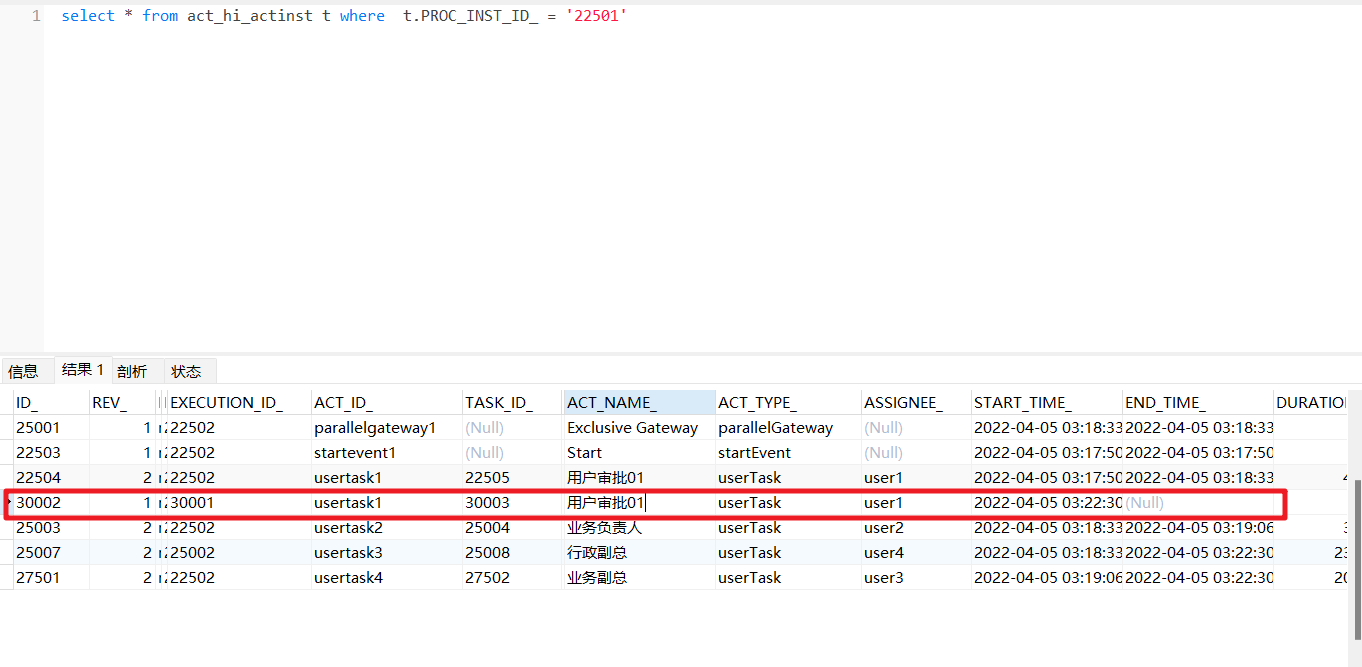 1 select * from act_hi_actinst t where t.PROC_INST_ID_ = '22501'
信息 结果 1 剖析 状态
ID_ REV_ EXECUTION_ID_ ACT_ID_ TASK_ID_ ACT_NAME_ ACT_TYPE_ ASSIGNEE_ START_TIME_ END_TIME_ DURATIO
25001 1 22502 parallelgateway1 (Null) Exclusive Gateway parallelGateway (Null) 2022-04-05 03:18:33 2022-04-05 03:18:33
22503 1 22502 startevent1 (Null) Start startEvent (Null) 2022-04-05 03:17:50 2022-04-05 03:17:50
22504 2 22502 usertask1 22505 用户审批01 userTask user1 2022-04-05 03:17:50 2022-04-05 03:18:33
30002 1 30001 usertask1 30003 用户审批01 userTask user1 2022-04-05 03:22:30 (Null)
25003 2 22502 usertask2 25004 业务负责人 userTask user2 2022-04-05 03:18:33 2022-04-05 03:19:06
25007 2 25002 usertask3 25008 行政副总 userTask user4 2022-04-05 03:18:33 2022-04-05 03:22:30 23
27501 2 22502 usertask4 27502 业务副总 userTask user3 2022-04-05 03:19:06 2022-04-05 03:22:30 20